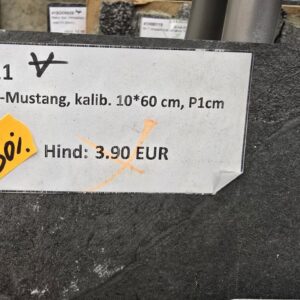 .1
-Mustang, kalib. 10*60 cm, P1cm
Hind: 3.90 EUR